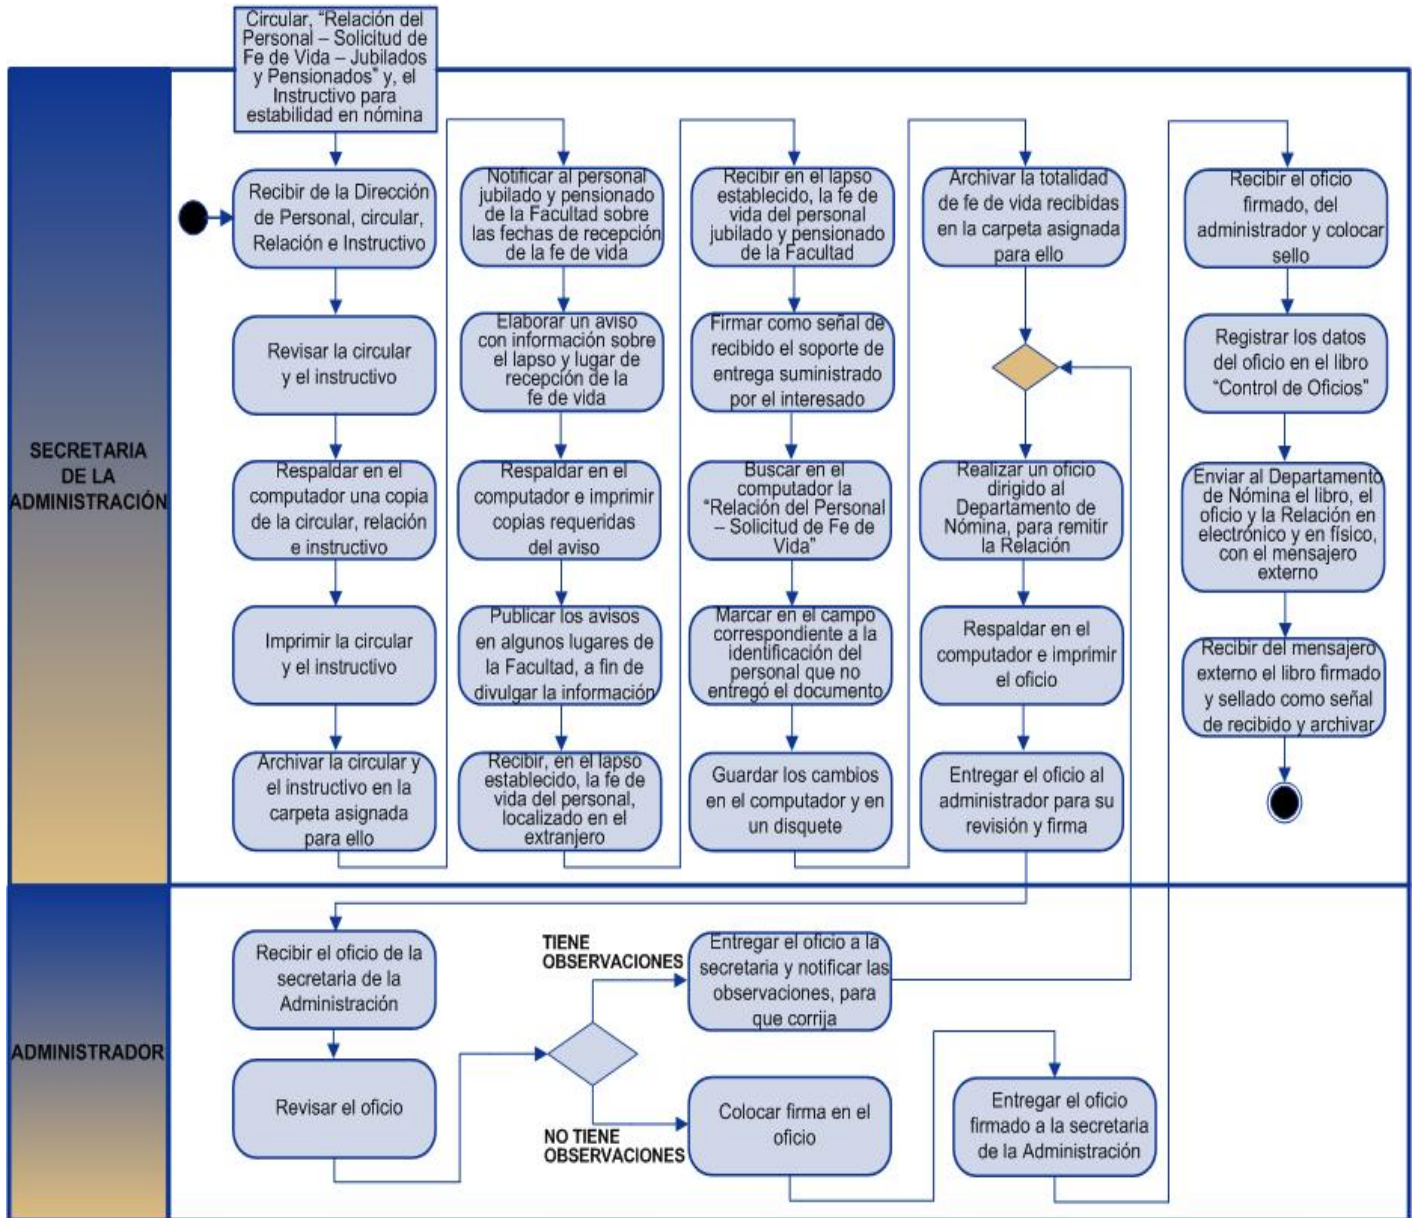 Circular, “Relación del
Personal – Solicitud de
Fe de Vida – Jubilados
y Pensionados” y, el
Instructivo para
estabilidad en nómina
SECRETARIA
DE LA
ADMINISTRACIÓN
Recibir de la Dirección
de Personal, circular,
Relación e Instructivo
Revisar la circular
y el instructivo
Respaldar en el
computador una copia
de la circular, relación
e instructivo
Imprimir la circular
y el instructivo
Archivar la circular y
el instructivo en la
carpeta asignada
para ello
Notificar al personal
jubilado y pensionado
de la Facultad sobre
las fechas de recepción
de la fe de vida
Elaborar un aviso
con información sobre
el lapso y lugar de
recepción de la
fe de vida
Respaldar en el
computador e imprimir
copias requeridas
del aviso
Publicar los avisos
en algunos lugares de
la Facultad, a fin de
divulgar la información
Recibir, en el lapso
establecido, la fe de
vida del personal,
localizado en el
extranjero
Recibir en el lapso
establecido, la fe de
vida del personal
jubilado y pensionado
de la Facultad
Firmar como señal de
recibido el soporte de
entrega suministrado
por el interesado
Buscar en el
computador la
“Relación del Personal
– Solicitud de Fe de
Vida”
Marcar en el campo
correspondiente a la
identificación del
personal que no
entregó el documento
Guardar los cambios
en el computador y en
un disquete
Archivar la totalidad
de fe de vida recibidas
en la carpeta asignada
para ello
Realizar un oficio
dirigido al
Departamento de
Nómina, para remitir
la Relación
Respaldar en el
computador e imprimir
el oficio
Entregar el oficio al
administrador para su
revisión y firma
Recibir el oficio
firmado, del
administrador y colocar
sello
Registrar los datos
del oficio en el libro
“Control de Oficios”
Enviar al Departamento
de Nómina el libro, el
oficio y la Relación en
electrónico y en físico,
con el mensajero
externo
Recibir del mensajero
externo el libro firmado
y sellado como señal
de recibido y archivar
ADMINISTRADOR
Recibir el oficio de la
secretaria de la
Administración
Revisar el oficio
TIENE
OBSERVACIONES
Entregar el oficio a la
secretaria y notificar las
observaciones, para
que corrija
NO TIENE
OBSERVACIONES
Colocar firma en el
oficio
Entregar el oficio
firmado a la secretaria
de la Administración